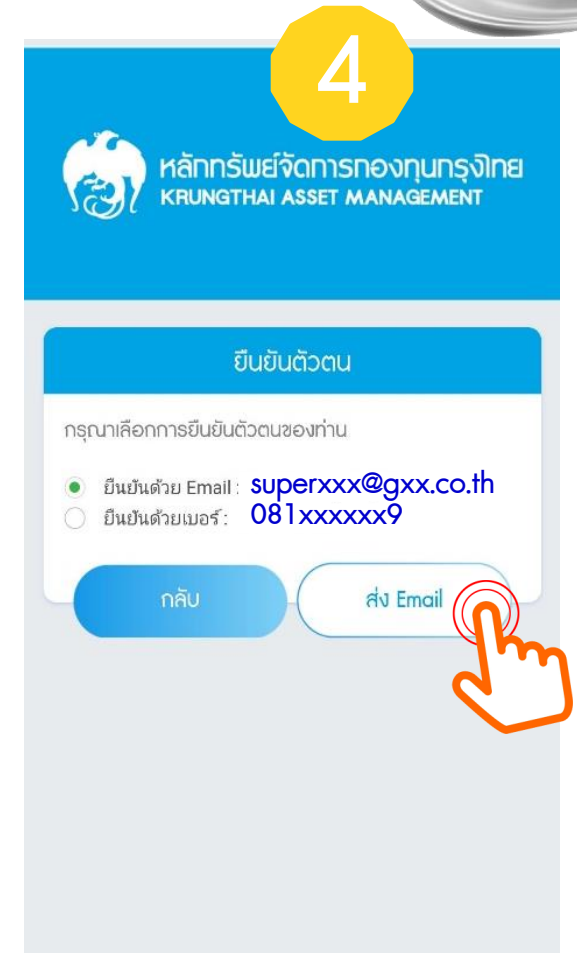 4
หลักทรัพย์จัดการกองทุนกรุงไทย
KRUNGTHAI ASSET MANAGEMENT
ยืนยันตัวตน
กรุณาเลือกการยืนยันตัวตนของท่าน
ยืนยันด้วย Email : superxxx@gxx.co.th
ยืนยันด้วยเบอร์ : 081xxxxxx9
กลับ ส่ง Email